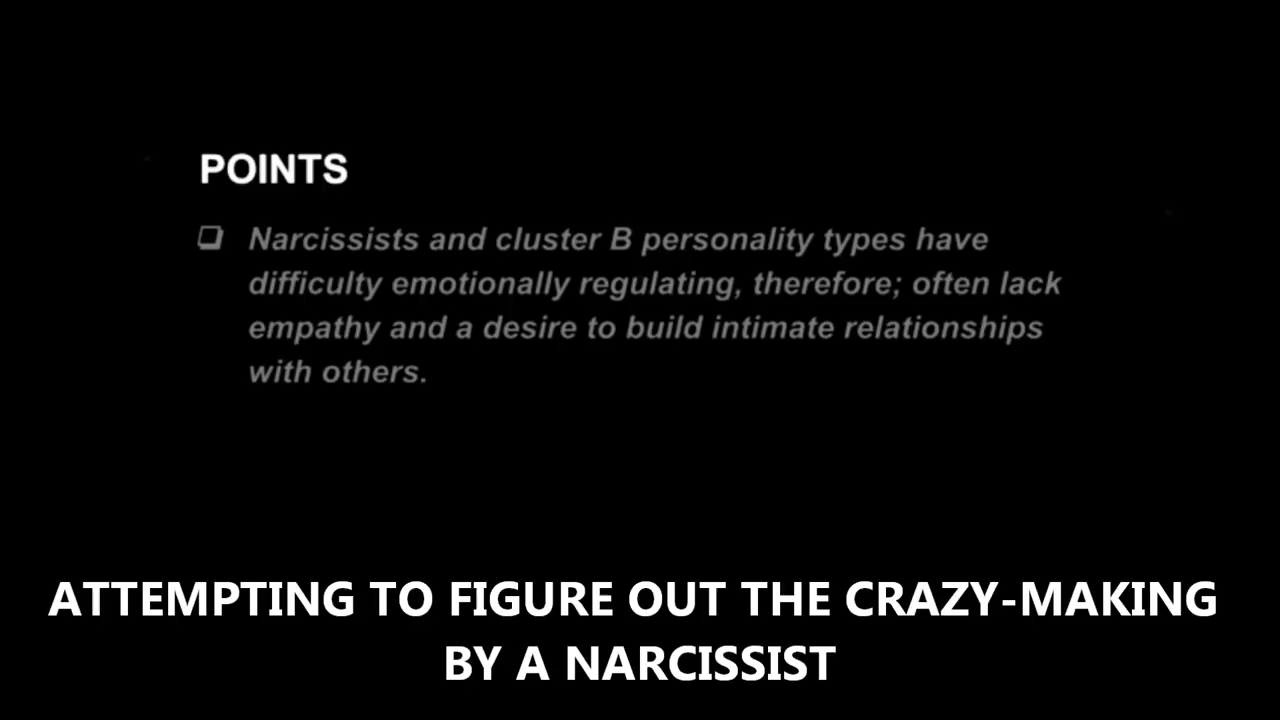 POINTS
❑ Narcissists and cluster B personality types have
difficulty emotionally regulating, therefore; often lack
empathy and a desire to build intimate relationships
with others.
ATTEMPTING TO FIGURE OUT THE CRAZY-MAKING
BY A NARCISSIST